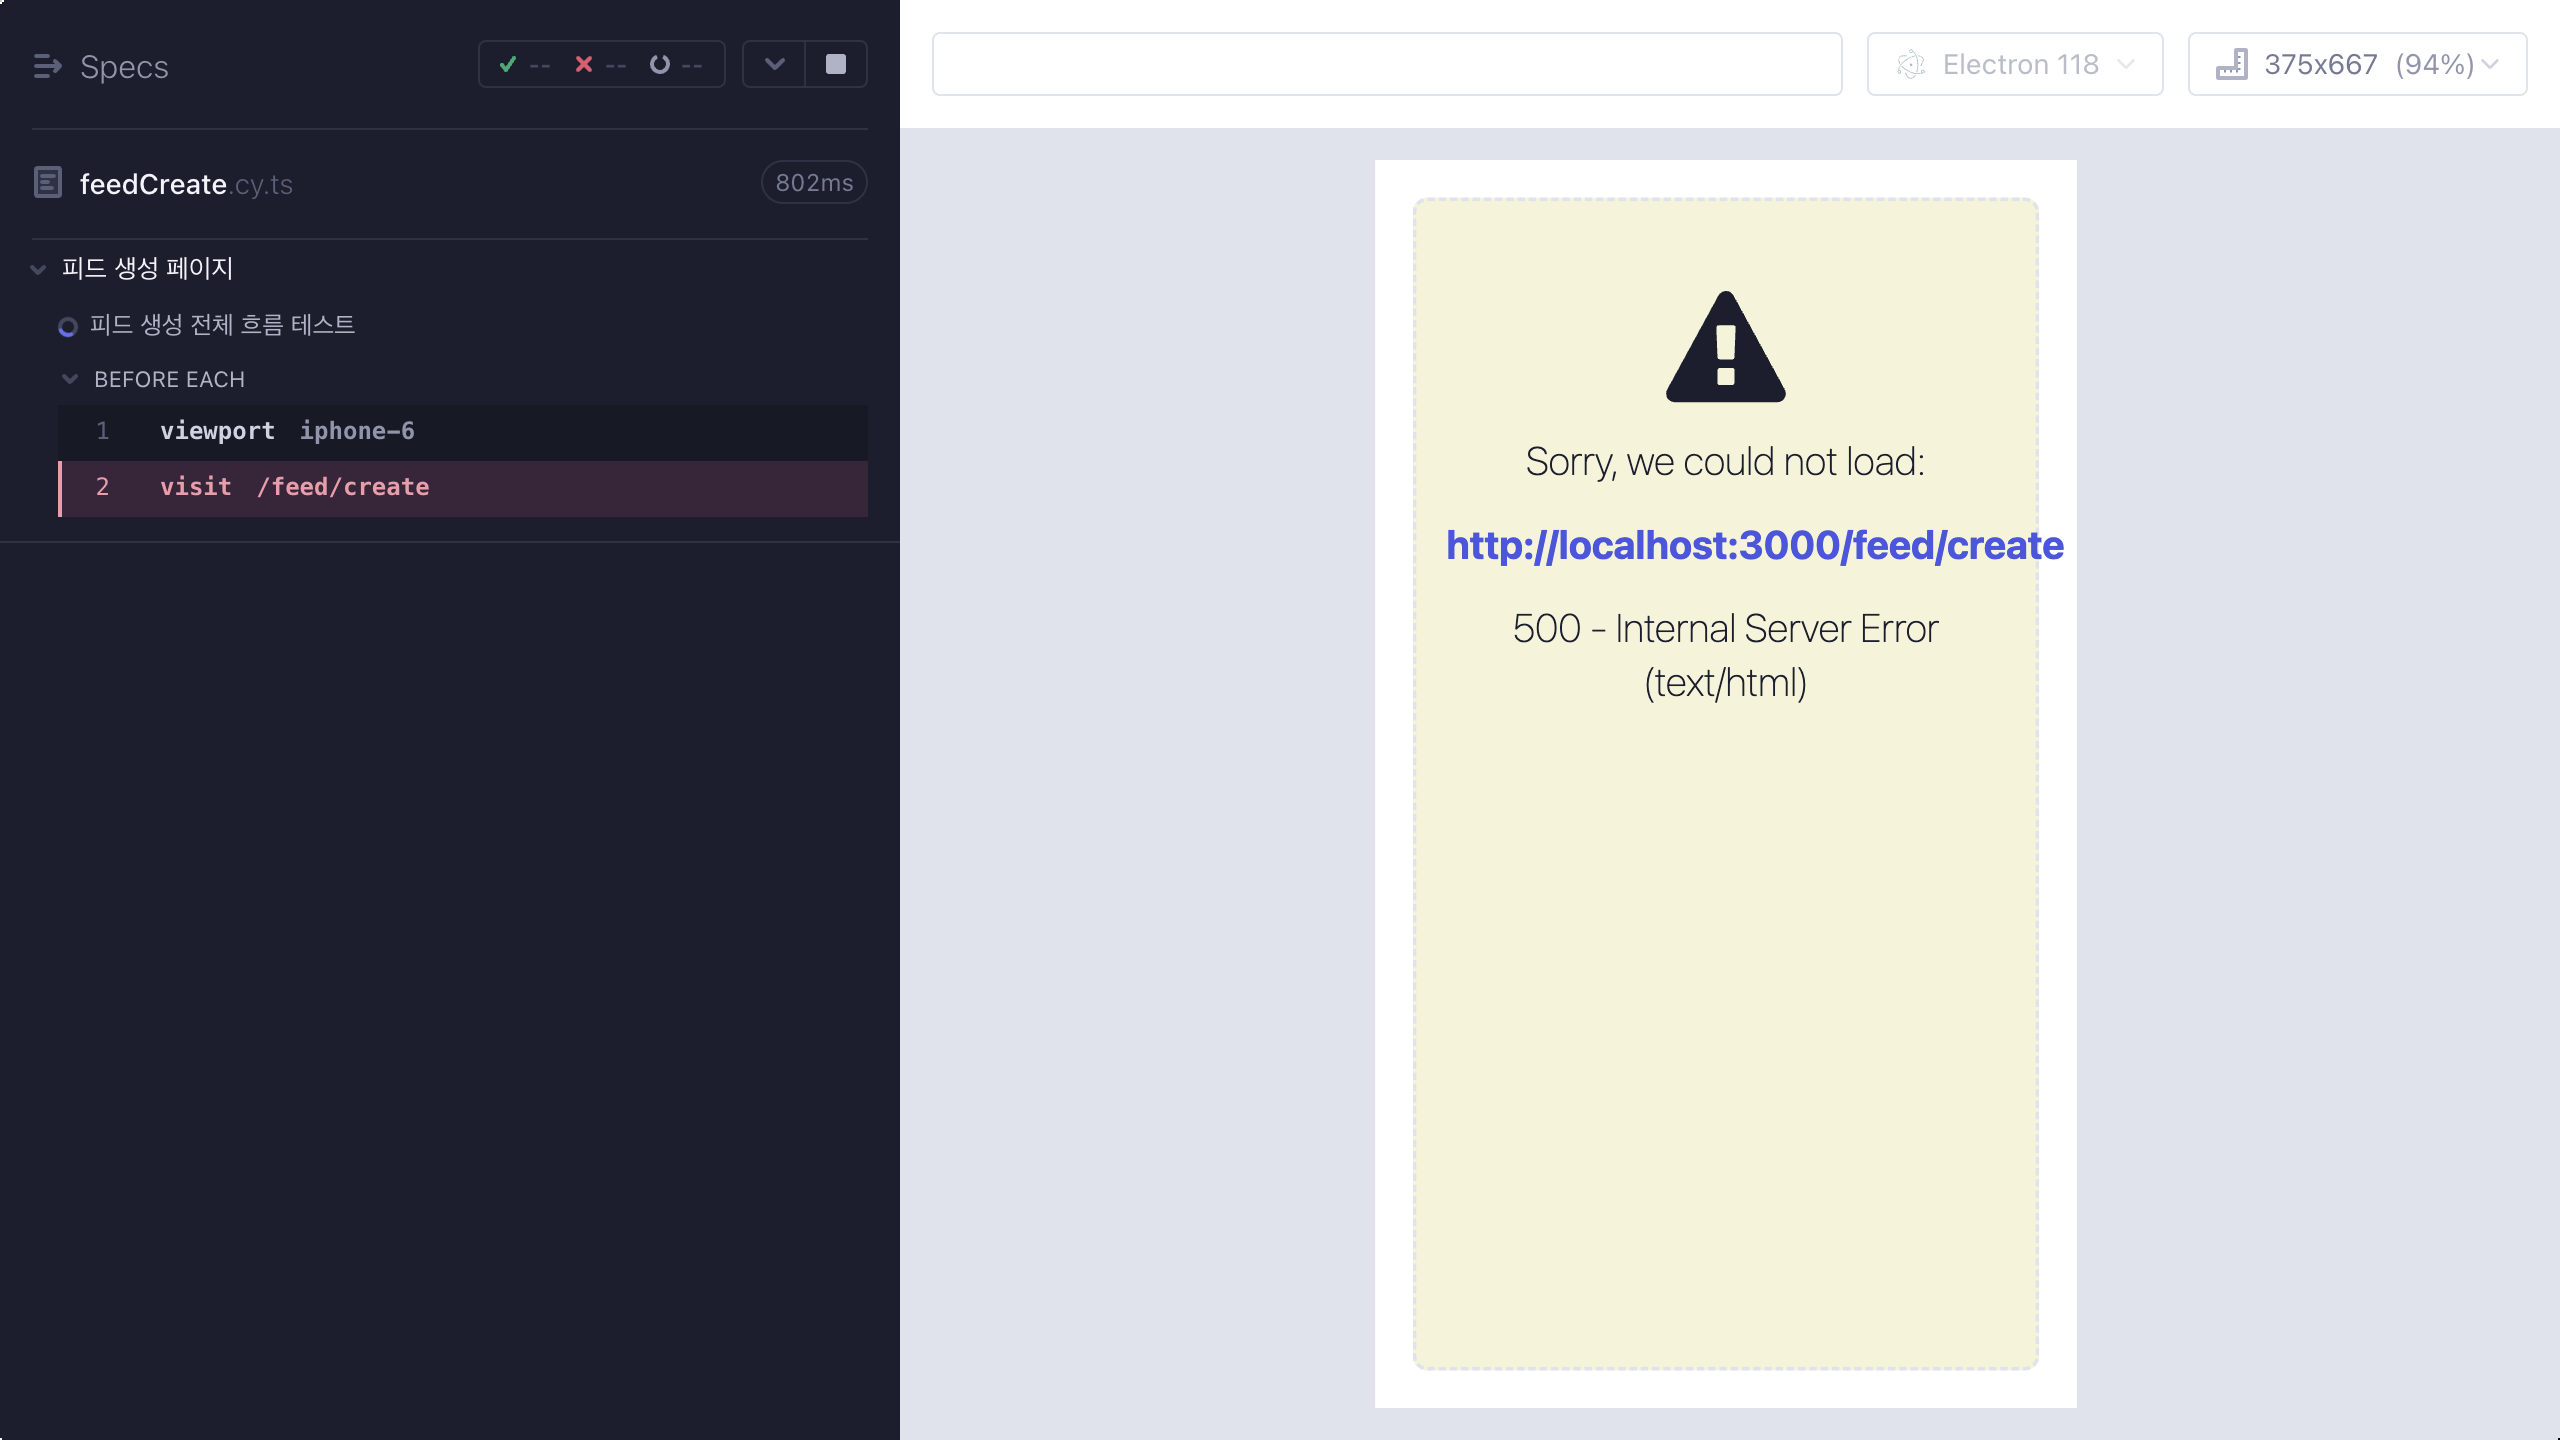 Specs
-- -- --
feedCreate.cy.ts 802ms
피드 생성 페이지
피드 생성 전체 흐름 테스트
BEFORE EACH
1 viewport iphone-6
2 visit /feed/create
Electron 118
375x667 (94%)
Sorry, we could not load:
http://localhost:3000/feed/create
500 - Internal Server Error
(text/html)